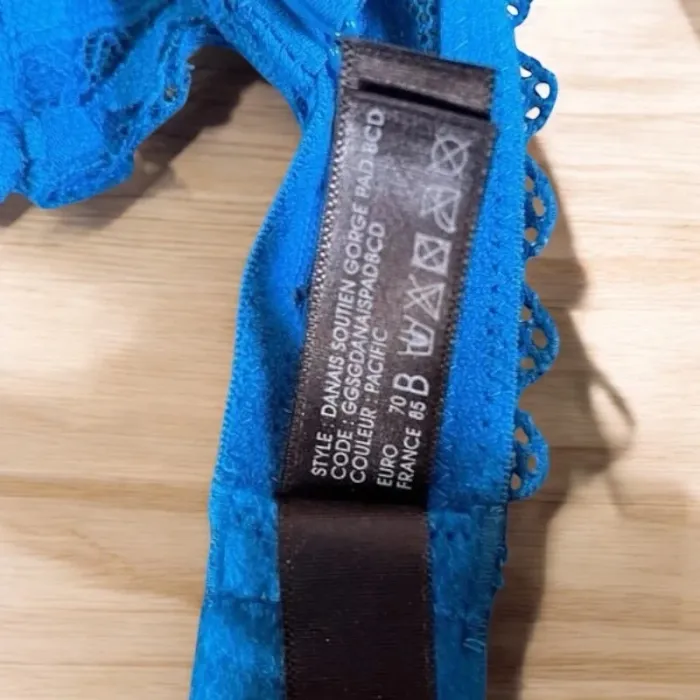 STYLE : DANAIS SOUTIEN GORGE PAD BCD
CODE : GGSGDANAISPADBCD
COULEUR : PACIFIC
EURO 70
FRANCE 85 B